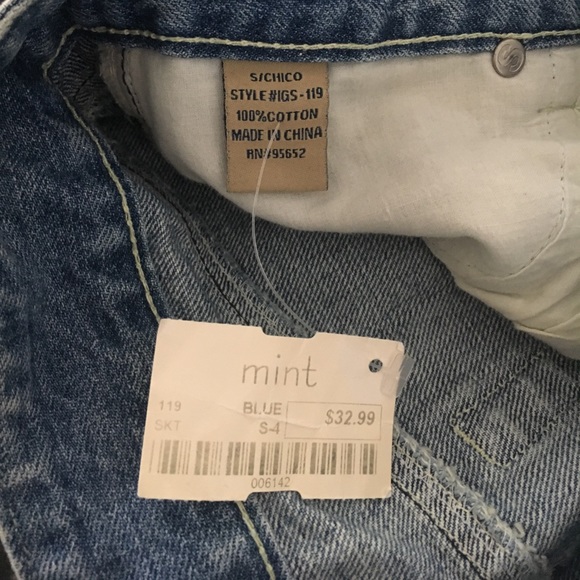 S/CHICO
STYLE#IGS-119
100%COTTON
MADE IN CHINA
RN#95652
mint
119 BLUE $32.99
SKT S-4
006142